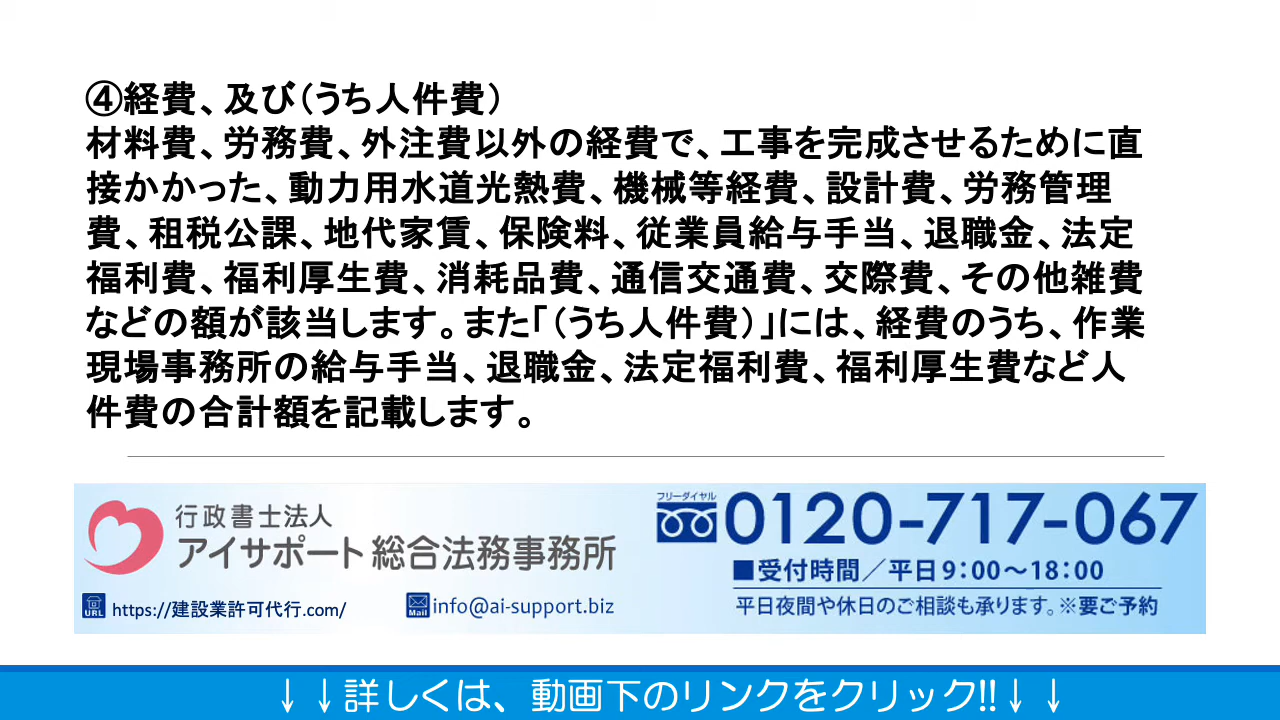 ④経費、及び（うち人件費）
材料費、労務費、外注費以外の経費で、工事を完成させるために直
接かかった、動力用水道光熱費、機械等経費、設計費、労務管理
費、租税公課、地代家賃、保険料、従業員給与手当、退職金、法定
福利費、福利厚生費、消耗品費、通信交通費、交際費、その他雑費
などの額が該当します。また「（うち人件費）」には、経費のうち、作業
現場事務所の給与手当、退職金、法定福利費、福利厚生費など人
件費の合計額を記載します。
行政書士法人
アイサポート 総合法務事務所
URL https://建設業許可代行.com/
Mail info@ai-support.biz
フリーダイヤル
0120-717-067
■受付時間／平日9：00～18：00
平日夜間や休日のご相談も承ります。※要ご予約
↓↓詳しくは、動画下のリンクをクリック!!↓↓